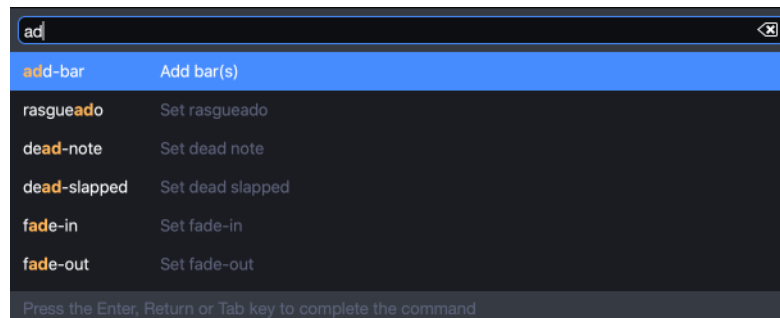 ad
add-bar Add bar(s)
rasgueado Set rasgueado
dead-note Set dead note
dead-slapped Set dead slapped
fade-in Set fade-in
fade-out Set fade-out
Press the Enter, Return or Tab key to complete the command